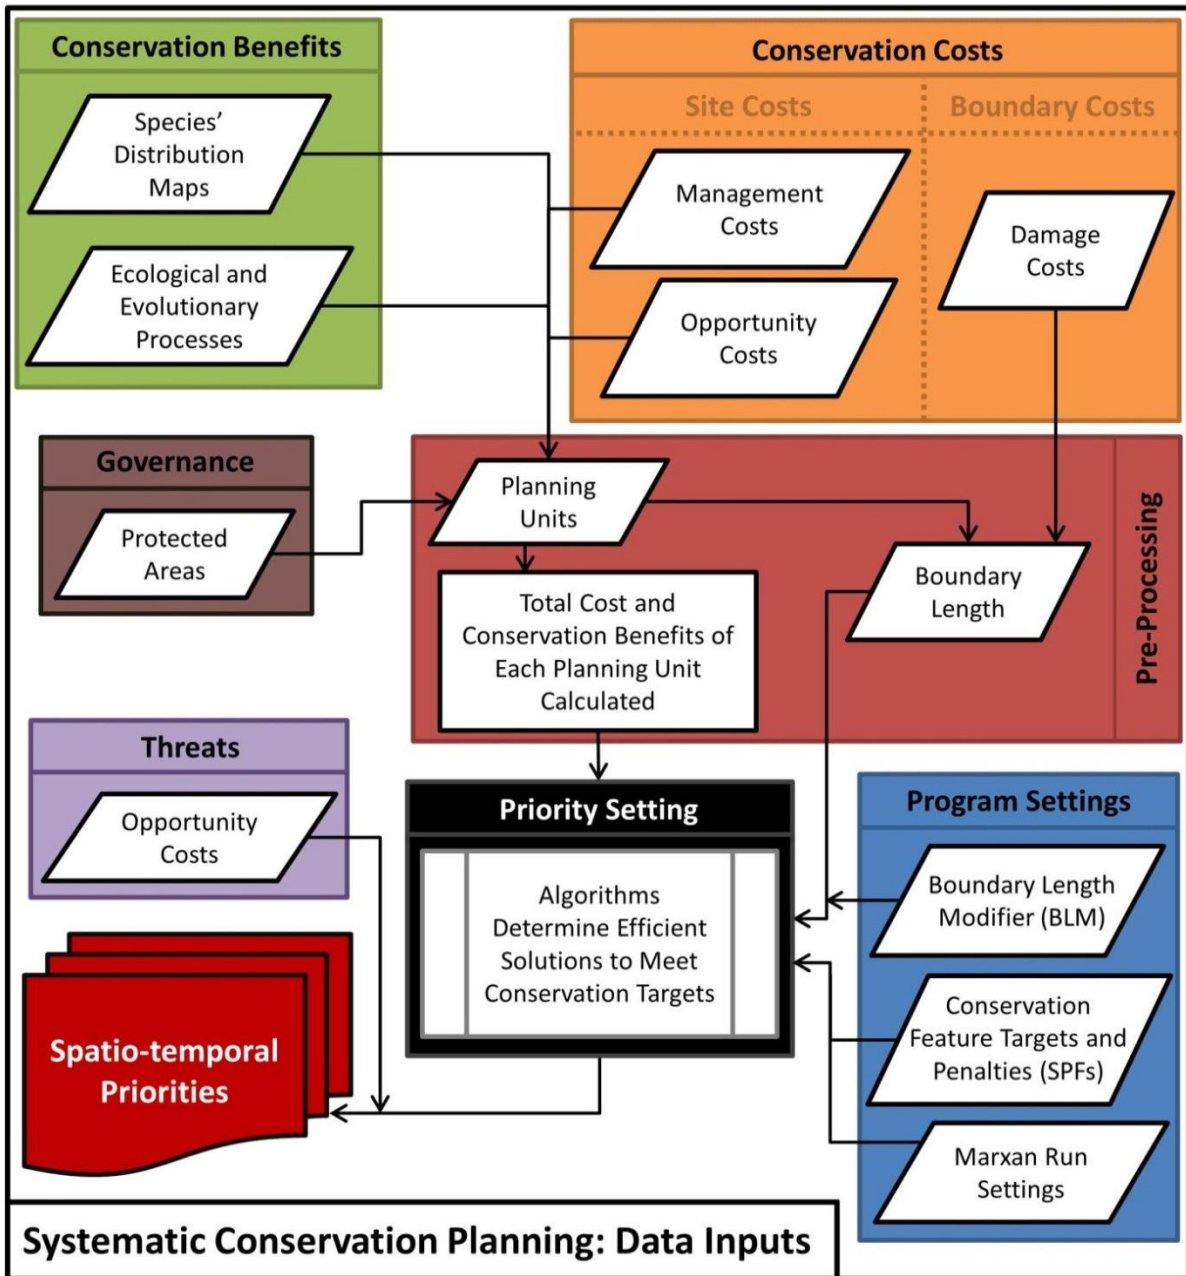 Conservation Benefits
Species’
Distribution
Maps
Ecological and
Evolutionary
Processes
Conservation Costs
Site Costs
Boundary Costs
Management
Costs
Opportunity
Costs
Damage
Costs
Governance
Protected
Areas
Planning
Units
Total Cost and
Conservation Benefits of
Each Planning Unit
Calculated
Boundary
Length
Pre-Processing
Threats
Opportunity
Costs
Priority Setting
Algorithms
Determine Efficient
Solutions to Meet
Conservation Targets
Program Settings
Boundary Length
Modifier (BLM)
Conservation
Feature Targets and
Penalties (SPFs)
Marxan Run
Settings
Spatio-temporal
Priorities
Systematic Conservation Planning: Data Inputs